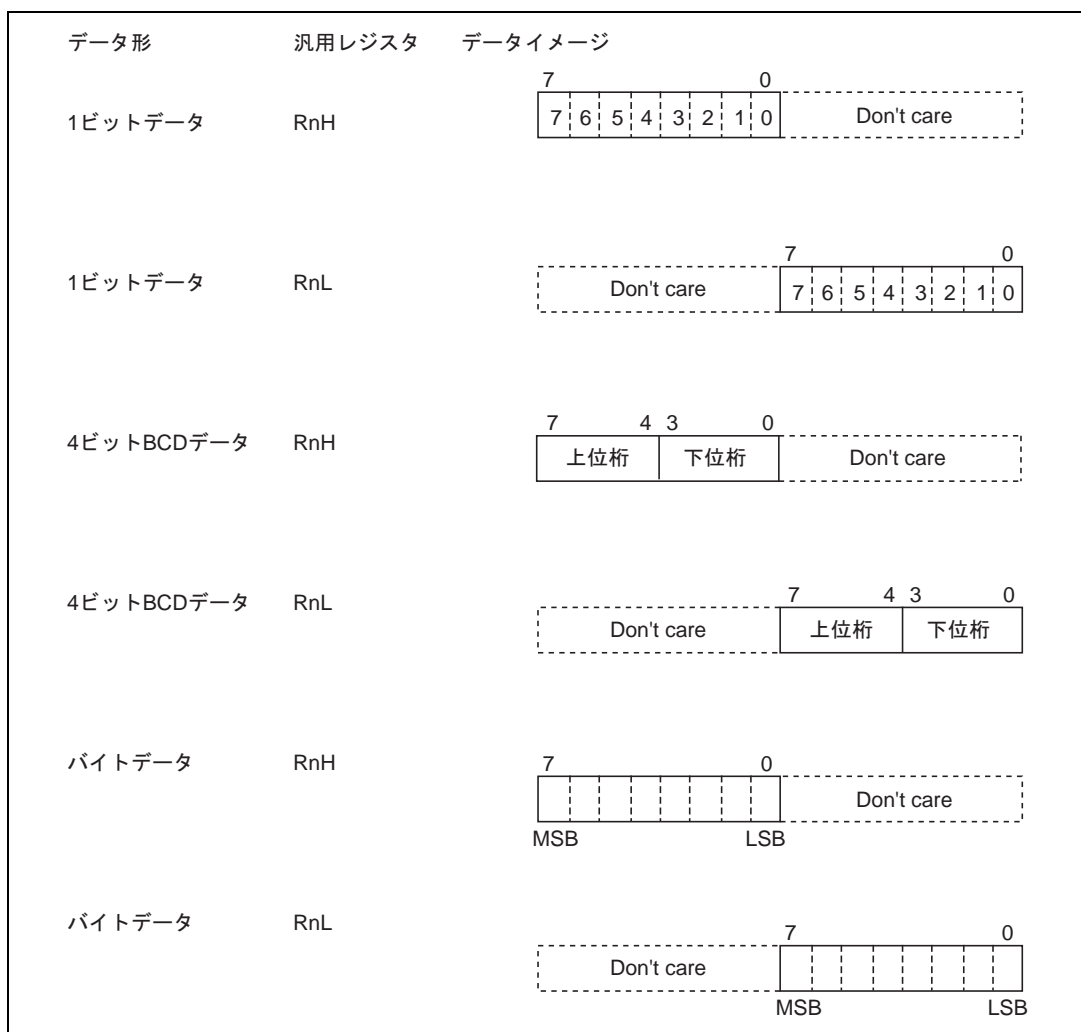 データ形 汎用レジスタ データイメージ
7 0
1ビットデータ RnH 7 6 5 4 3 2 1 0 Don't care
7 0
1ビットデータ RnL Don't care 7 6 5 4 3 2 1 0
7 4 3 0
4ビットBCDデータ RnH 上位桁 下位桁 Don't care
7 4 3 0
4ビットBCDデータ RnL Don't care 上位桁 下位桁
バイトデータ RnH 7 0
Don't care
MSB LSB
バイトデータ RnL 7 0
Don't care
MSB LSB